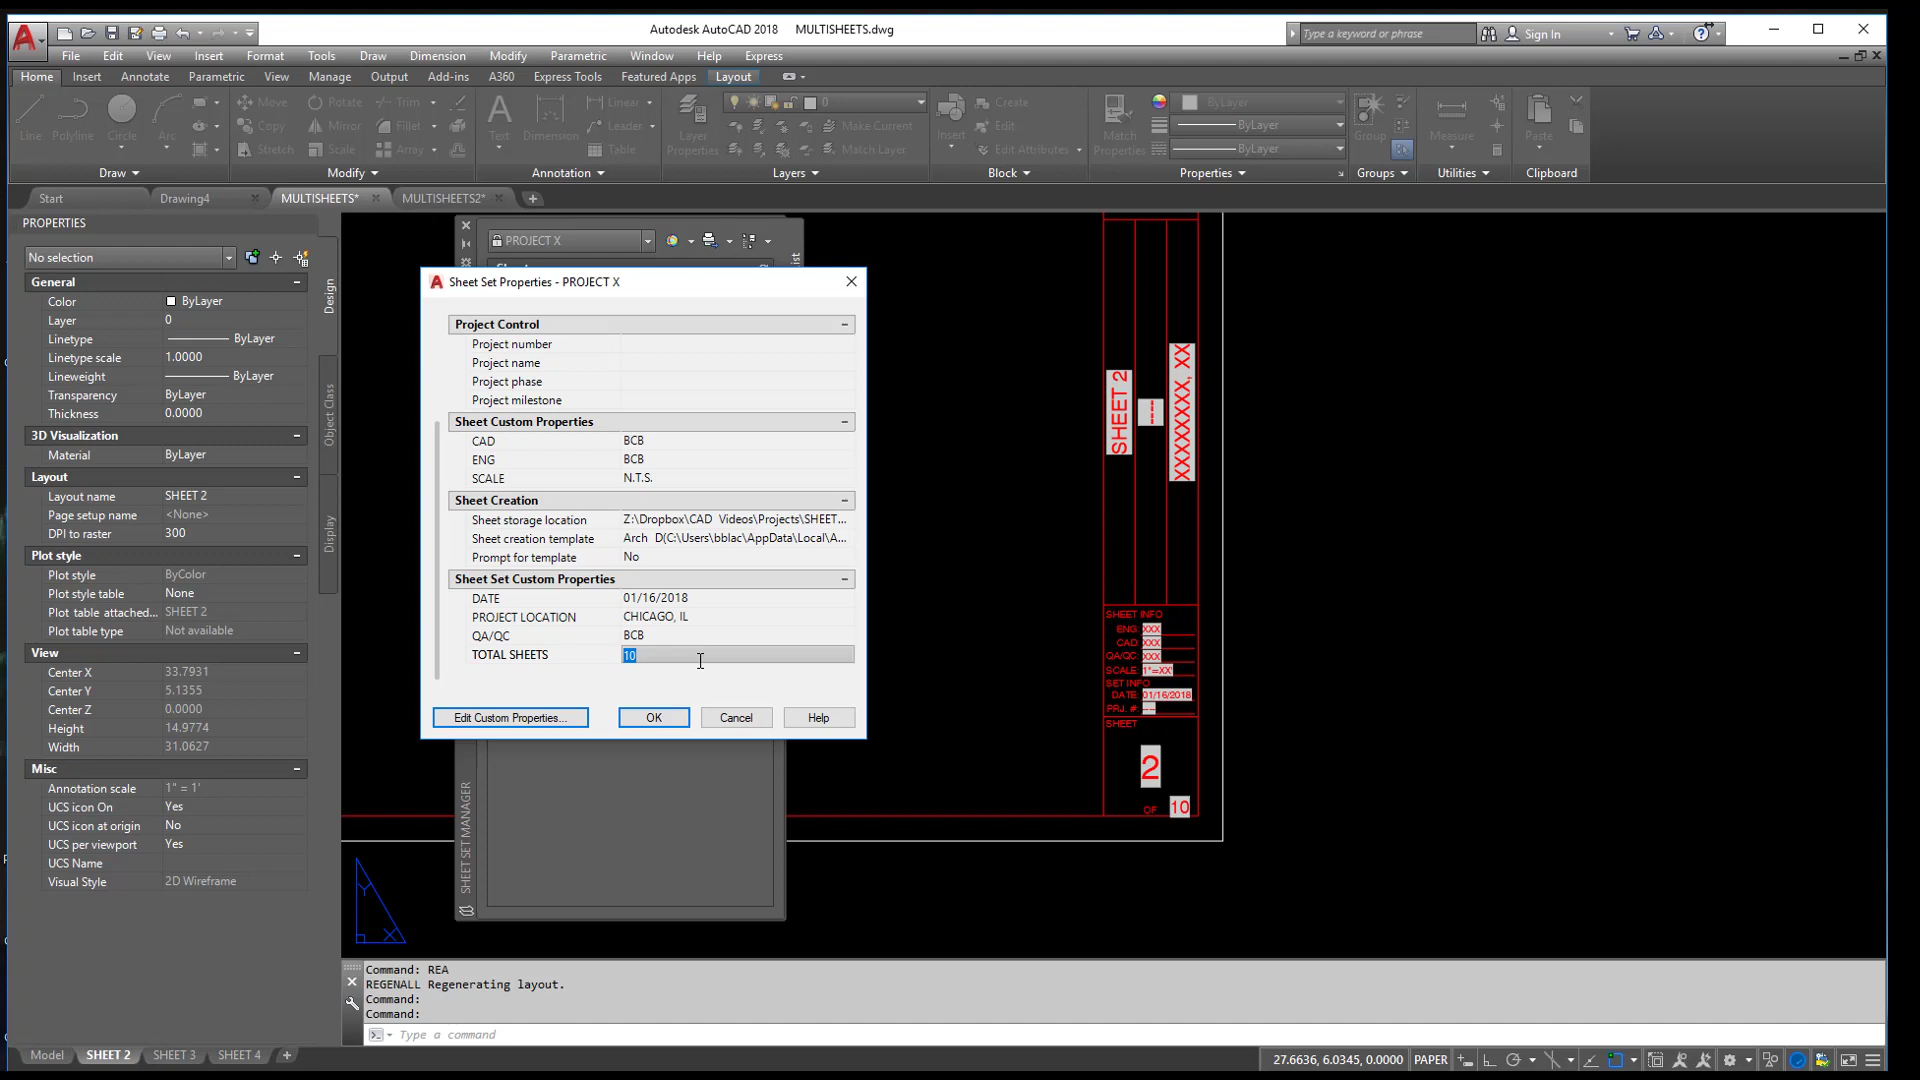 Autodesk AutoCAD 2018 MULTISHEETS.dwg
Type a keyword or phrase
Sign In
File Edit View Insert Format Tools Draw Dimension Modify Parametric Window Help Express
Home Insert Annotate Parametric View Manage Output Add-ins A360 Express Tools Featured Apps Layout
Line Polyline Circle Arc
Move Rotate Trim
Copy Mirror Fillet
Stretch Scale Array
Text Dimension
Linear
Leader
Table
Layer Properties
0
Make Current
Match Layer
Insert
Create
Edit
Edit Attributes
Match Properties
ByLayer
ByLayer
ByLayer
Group
Measure
Paste
Draw Modify Annotation Layers Block Properties Groups Utilities Clipboard
Start Drawing4 MULTISHEETS* MULTISHEETS2*
PROPERTIES
No selection
General
Color ByLayer
Layer 0
Linetype ByLayer
Linetype scale 1.0000
Lineweight ByLayer
Transparency ByLayer
Thickness 0.0000
3D Visualization
Material ByLayer
Layout
Layout name SHEET 2
Page setup name <None>
DPI to raster 300
Plot style
Plot style ByColor
Plot style table None
Plot table attached... SHEET 2
Plot table type Not available
View
Center X 33.7931
Center Y 5.1355
Center Z 0.0000
Height 14.9774
Width 31.0627
Misc
Annotation scale 1" = 1'
UCS icon On Yes
UCS icon at origin No
UCS per viewport Yes
UCS Name
Visual Style 2D Wireframe
Design
Object Class
Display
PROJECT X
SHEET SET MANAGER
Sheet Set Properties - PROJECT X
Project Control
Project number
Project name
Project phase
Project milestone
Sheet Custom Properties
CAD BCB
ENG BCB
SCALE N.T.S.
Sheet Creation
Sheet storage location Z:\Dropbox\CAD Videos\Projects\SHEET...
Sheet creation template Arch D(C:\Users\bblac\AppData\Local\A...
Prompt for template No
Sheet Set Custom Properties
DATE 01/16/2018
PROJECT LOCATION CHICAGO, IL
QA/QC BCB
TOTAL SHEETS 10
Edit Custom Properties... OK Cancel Help
SHEET 2
----
XXXXXXXX, XX
SHEET INFO
ENG XXX
CAD XXX
QA/QC XXX
SCALE: 1"=XX'
SET INFO
DATE: 01/16/2018
PRJ. #: --
SHEET
2
OF 10
Y
X
Command: REA
REGENALL Regenerating layout.
Command:
Command:
Type a command
Model SHEET 2 SHEET 3 SHEET 4
27.6636, 6.0345, 0.0000 PAPER